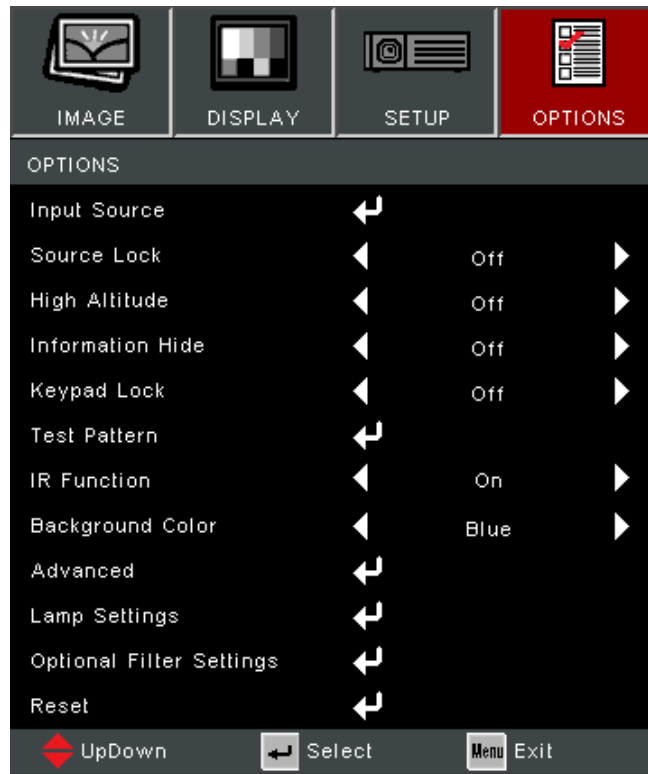 IMAGE DISPLAY SETUP OPTIONS
OPTIONS
Input Source
Source Lock Off
High Altitude Off
Information Hide Off
Keypad Lock Off
Test Pattern
IR Function On
Background Color Blue
Advanced
Lamp Settings
Optional Filter Settings
Reset
UpDown Select Menu Exit